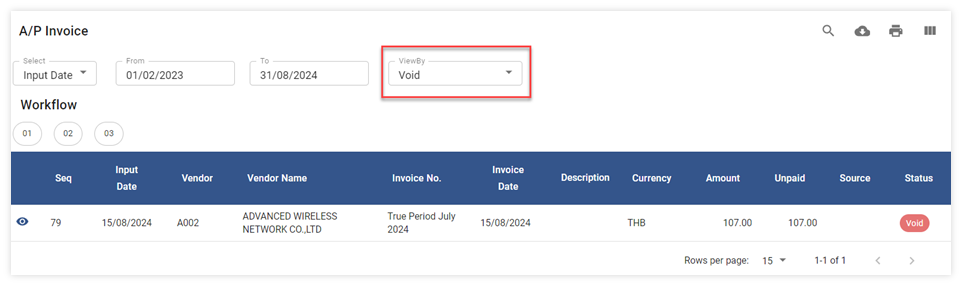 A/P Invoice
Select From To ViewBy
Input Date 01/02/2023 31/08/2024 Void
Workflow
01 02 03
Seq Input Date Vendor Vendor Name Invoice No. Invoice Date Description Currency Amount Unpaid Source Status
79 15/08/2024 A002 ADVANCED WIRELESS NETWORK CO.,LTD True Period July 2024 15/08/2024 THB 107.00 107.00 Void
Rows per page: 15 1-1 of 1